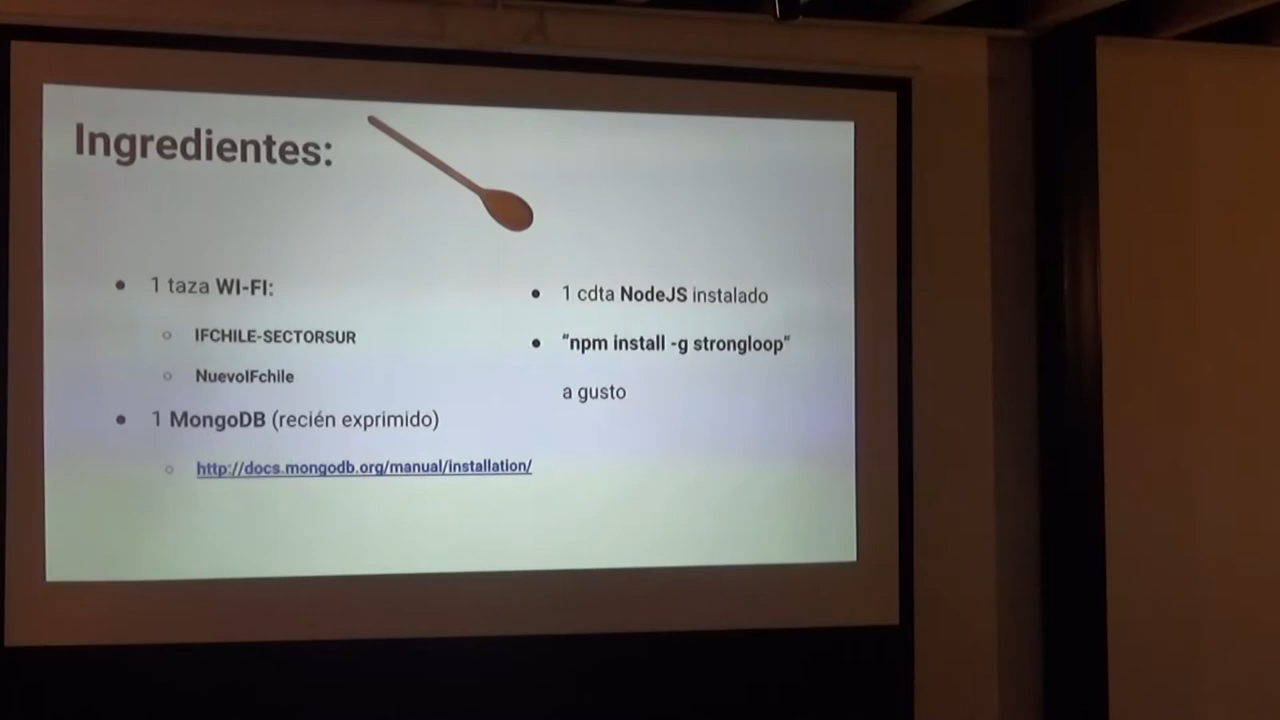 Ingredientes:
● 1 taza WI-FI:
○ IFCHILE-SECTORSUR
○ NuevoIFchile
● 1 MongoDB (recién exprimido)
○ http://docs.mongodb.org/manual/installation/
● 1 cdta NodeJS instalado
● "npm install -g strongloop"
a gusto